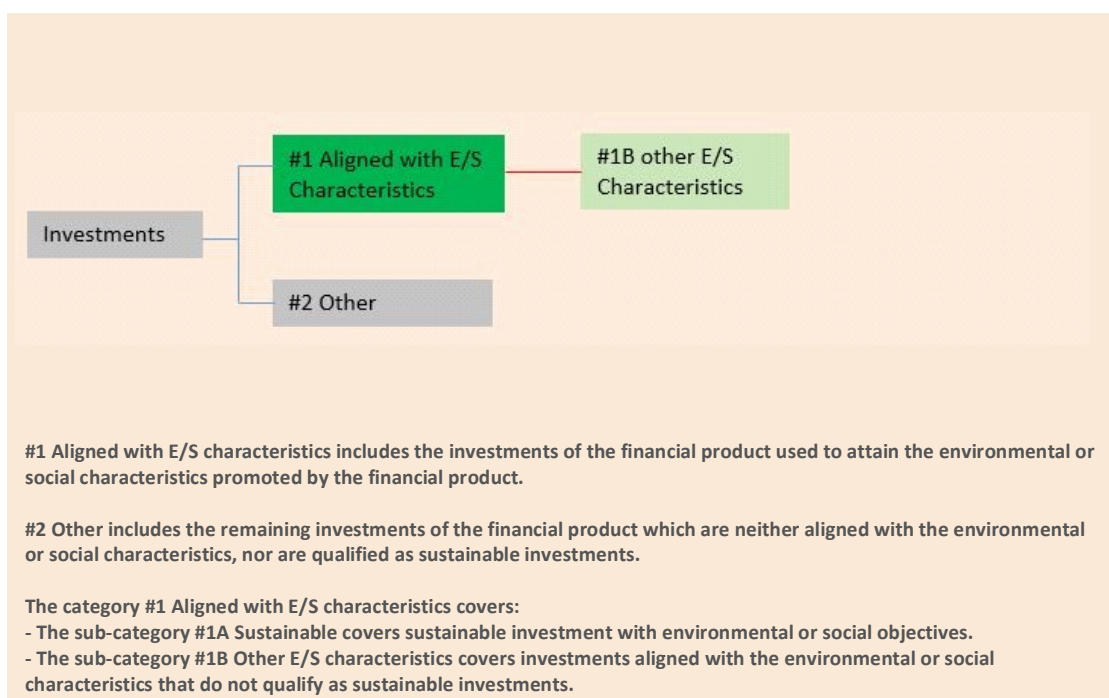 #1 Aligned with E/S
Characteristics
#1B other E/S
Characteristics
Investments
#2 Other
#1 Aligned with E/S characteristics includes the investments of the financial product used to attain the environmental or
social characteristics promoted by the financial product.
#2 Other includes the remaining investments of the financial product which are neither aligned with the environmental
or social characteristics, nor are qualified as sustainable investments.
The category #1 Aligned with E/S characteristics covers:
- The sub-category #1A Sustainable covers sustainable investment with environmental or social objectives.
- The sub-category #1B Other E/S characteristics covers investments aligned with the environmental or social
characteristics that do not qualify as sustainable investments.